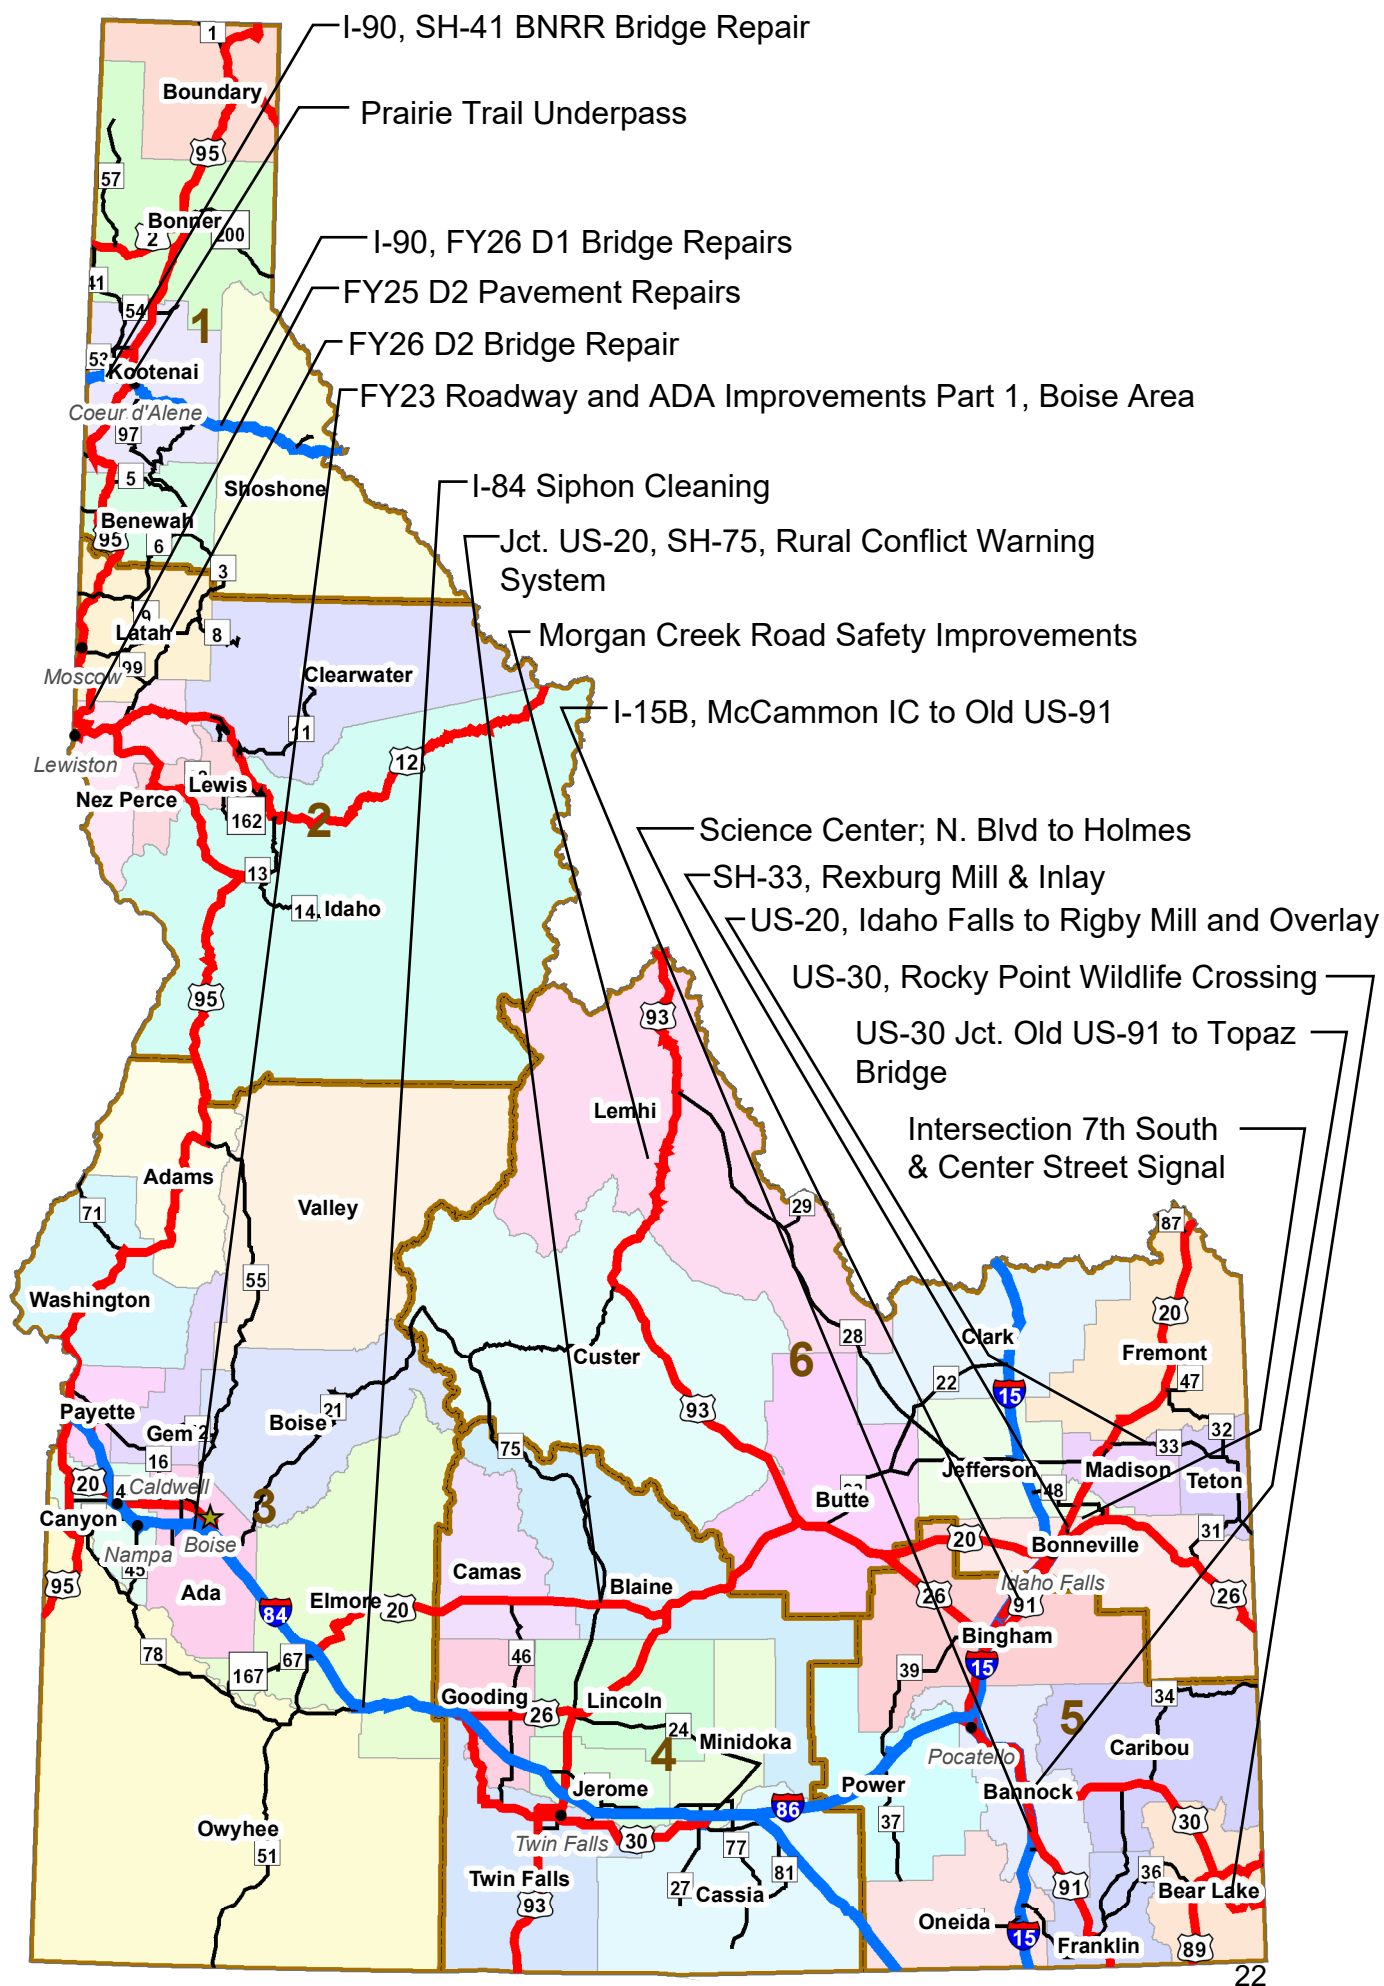 I-90, SH-41 BNRR Bridge Repair
1
Boundary
Prairie Trail Underpass
95
57
Bonner
2
200
I-90, FY26 D1 Bridge Repairs
41
FY25 D2 Pavement Repairs
54
1
FY26 D2 Bridge Repair
53
Kootenai
FY23 Roadway and ADA Improvements Part 1, Boise Area
Coeur d'Alene
97
5
Shoshone
I-84 Siphon Cleaning
Benewah
95
6
Jct. US-20, SH-75, Rural Conflict Warning
System
3
9
Latah
8
Morgan Creek Road Safety Improvements
99
Moscow
Clearwater
I-15B, McCammon IC to Old US-91
11
12
Lewiston
Lewis
Nez Perce
162
2
Science Center; N. Blvd to Holmes
13
SH-33, Rexburg Mill & Inlay
14
Idaho
US-20, Idaho Falls to Rigby Mill and Overlay
95
93
US-30, Rocky Point Wildlife Crossing
US-30 Jct. Old US-91 to Topaz
Bridge
Lemhi
Intersection 7th South
& Center Street Signal
Adams
Valley
71
29
87
55
Washington
20
28
Clark
Fremont
Custer
6
22
15
47
93
Payette
21
Boise
Gem
32
75
16
33
Jefferson
Madison
Teton
20
Caldwell
4
48
3
Butte
Canyon
31
Boise
Nampa
20
Bonneville
45
Camas
Blaine
Idaho Falls
95
Ada
Elmore
20
26
91
26
84
Bingham
78
46
67
167
39
15
Gooding
Lincoln
34
26
24
5
Minidoka
Caribou
4
Pocatello
Jerome
Power
Bannock
86
37
30
Owyhee
Twin Falls
30
51
77
36
81
Twin Falls
27
Cassia
91
Bear Lake
93
Oneida
15
Franklin
89
22